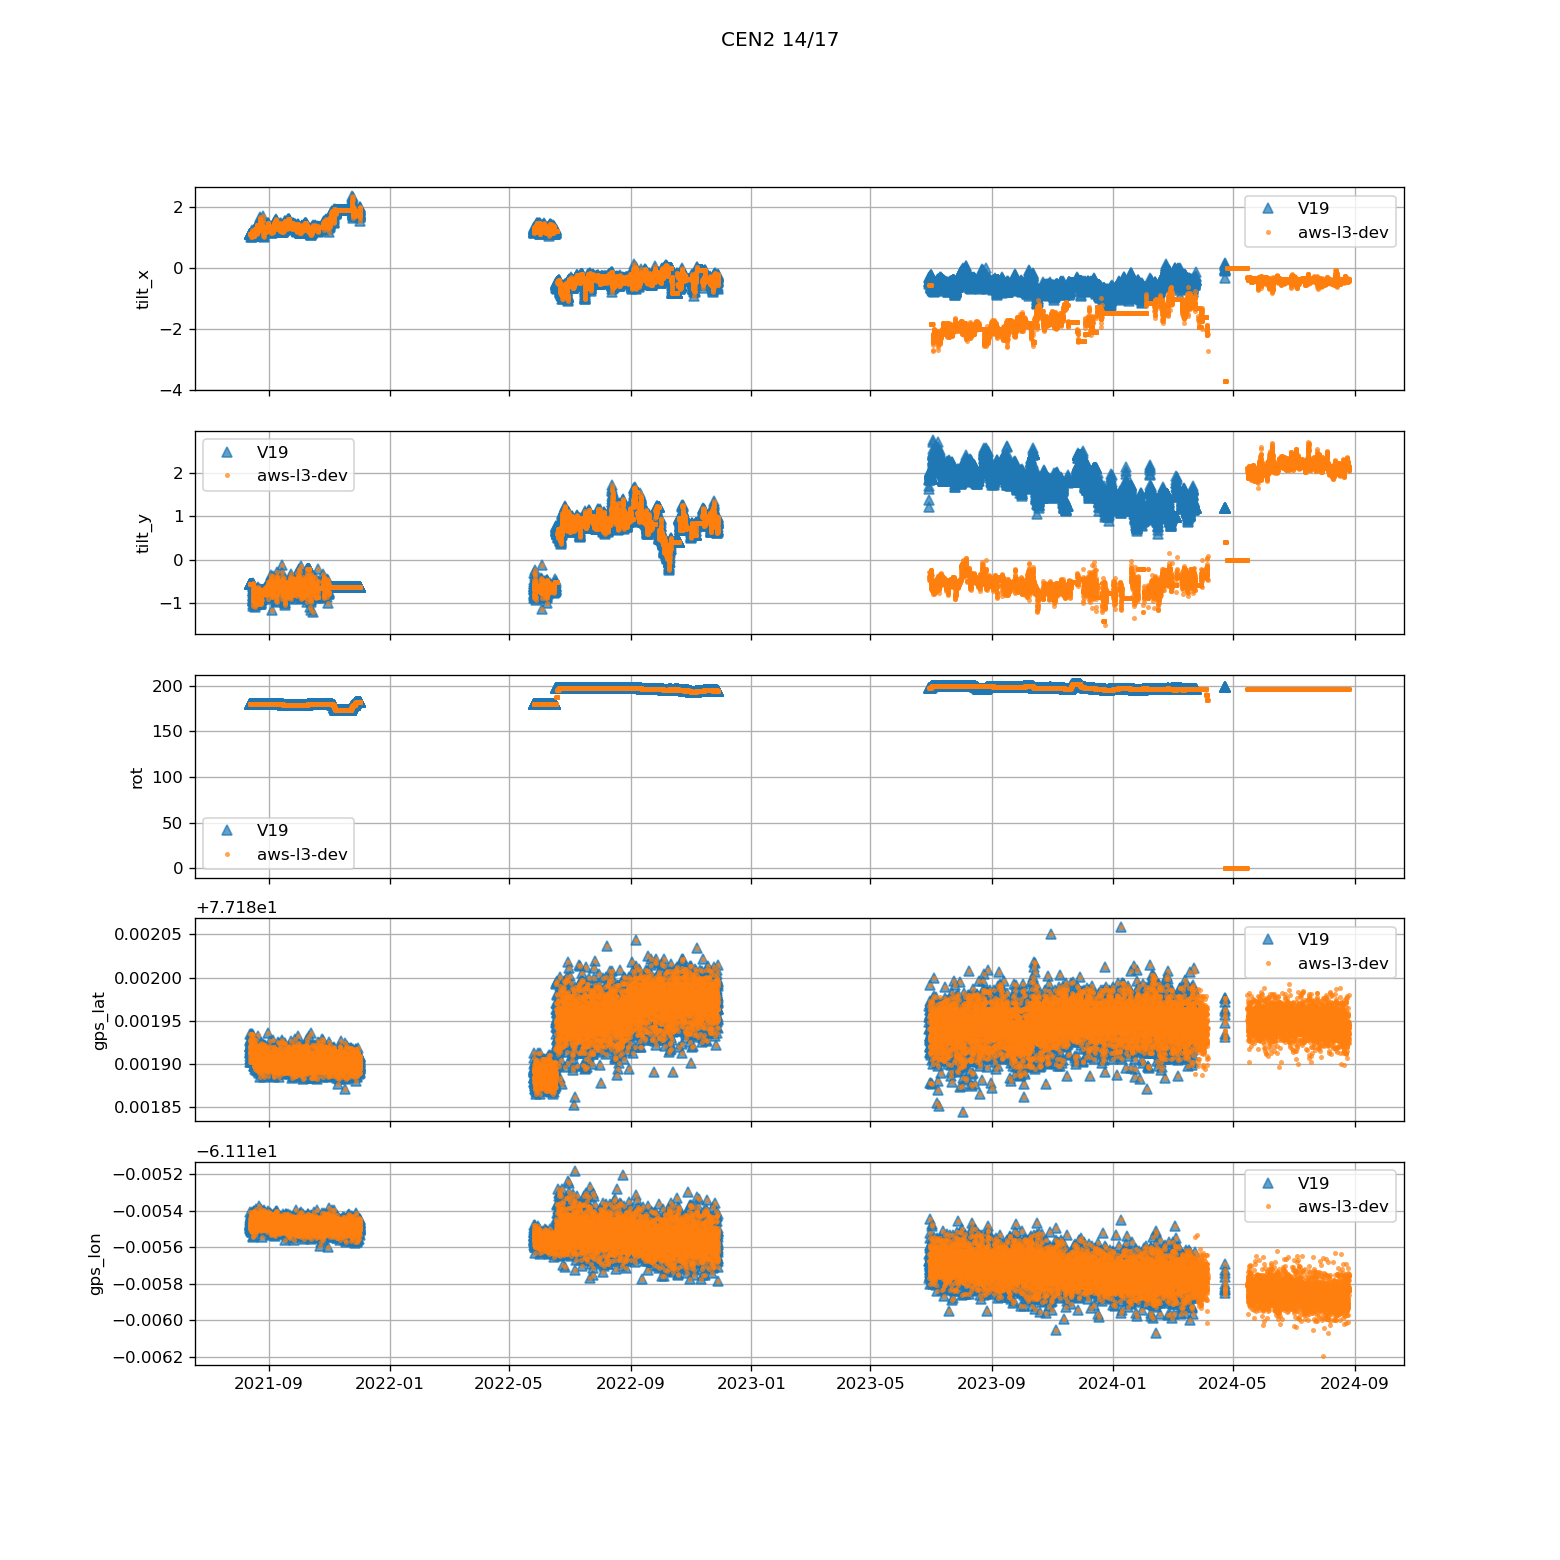 CEN2 14/17
2
0
−2
−4
tilt_x
V19
aws-l3-dev
2
1
0
−1
tilt_y
V19
aws-l3-dev
200
150
100
50
0
rot
V19
aws-l3-dev
+7.718e1
0.00205
0.00200
0.00195
0.00190
0.00185
gps_lat
V19
aws-l3-dev
−6.111e1
−0.0052
−0.0054
−0.0056
−0.0058
−0.0060
−0.0062
gps_lon
V19
aws-l3-dev
2021-09 2022-01 2022-05 2022-09 2023-01 2023-05 2023-09 2024-01 2024-05 2024-09